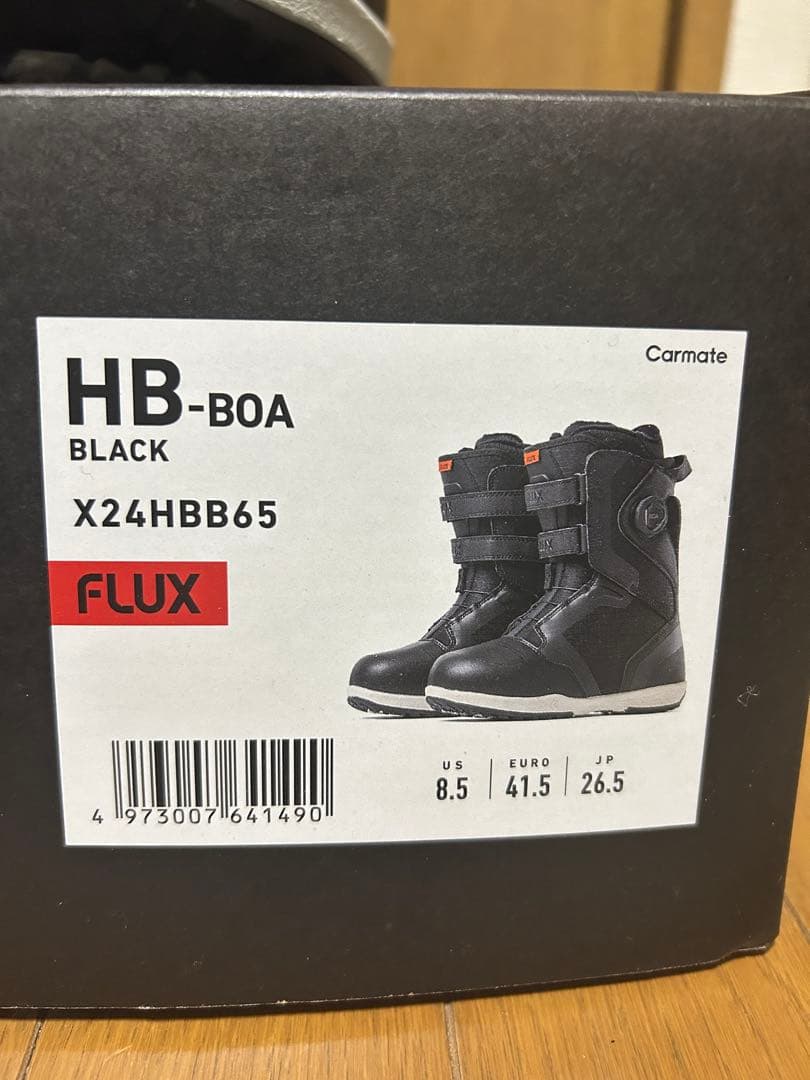 Carmate
HB-BOA
BLACK
X24HBB65
FLUX
US
8.5
EURO
41.5
JP
26.5
4 973007 641490